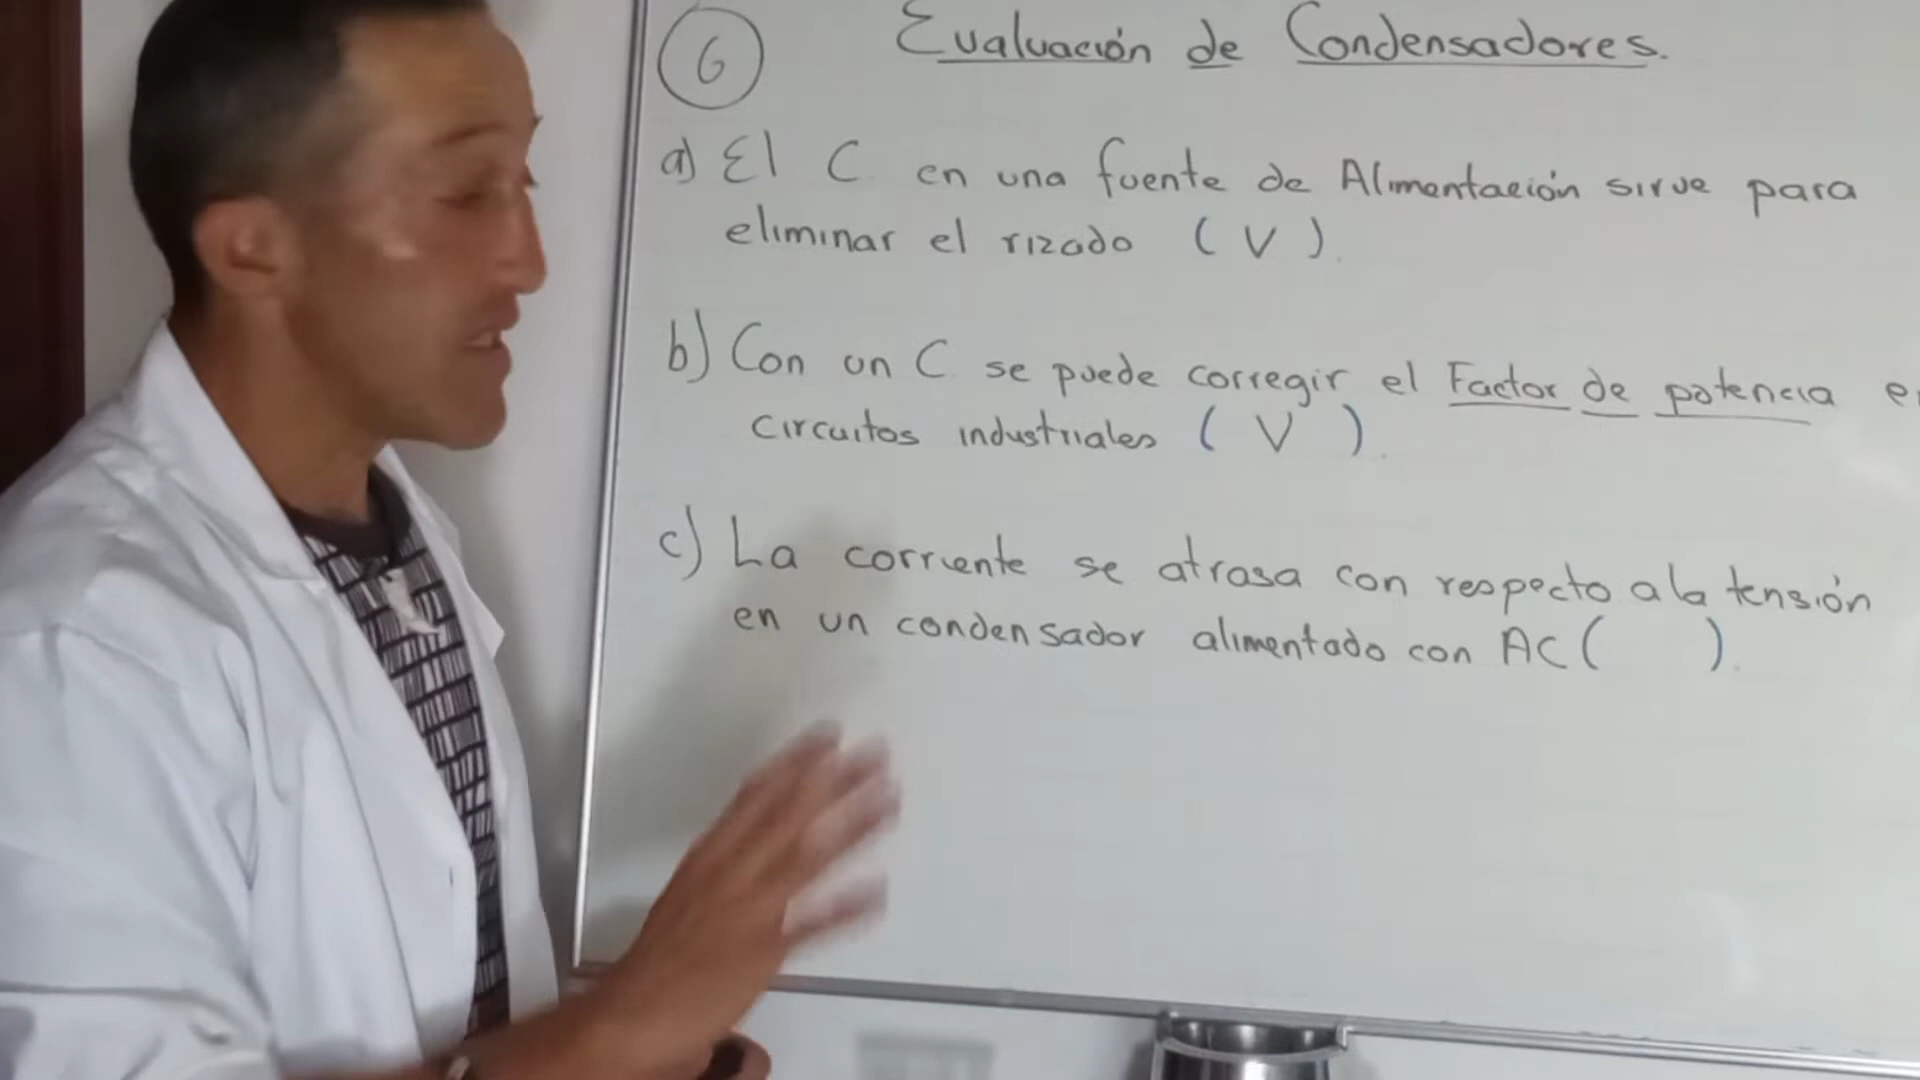 6 Evaluación de Condensadores.
a) El C en una fuente de Alimentación sirve para
eliminar el rizado ( V ).
b) Con un C se puede corregir el Factor de potencia e
circuitos industriales ( V ).
c) La corriente se atrasa con respecto a la tensión
en un condensador alimentado con AC ( ).